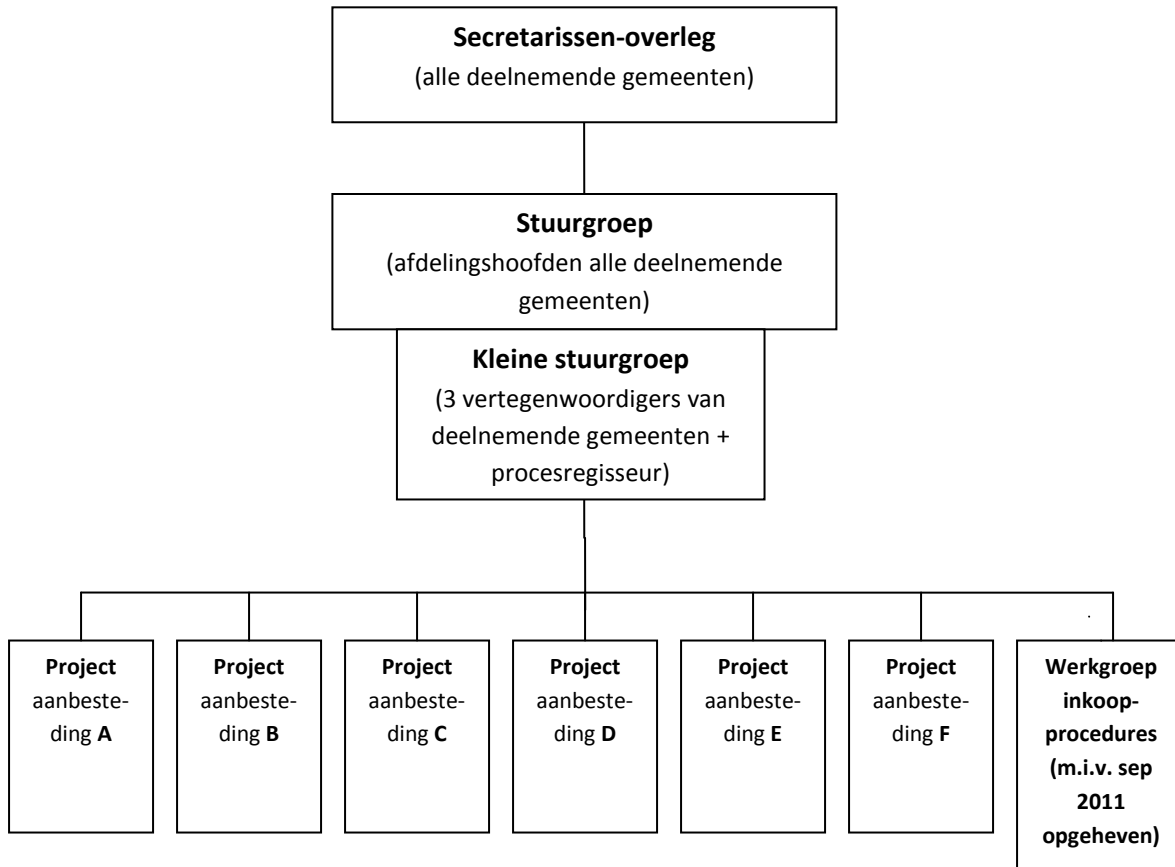 Secretarissen-overleg
(alle deelnemende gemeenten)
Stuurgroep
(afdelingshoofden alle deelnemende
gemeenten)
Kleine stuurgroep
(3 vertegenwoordigers van
deelnemende gemeenten +
procesregisseur)
Project
aanbeste-
ding A
Project
aanbeste-
ding B
Project
aanbeste-
ding C
Project
aanbeste-
ding D
Project
aanbeste-
ding E
Project
aanbeste-
ding F
Werkgroep
inkoop-
procedures
(m.i.v. sep
2011
opgeheven)